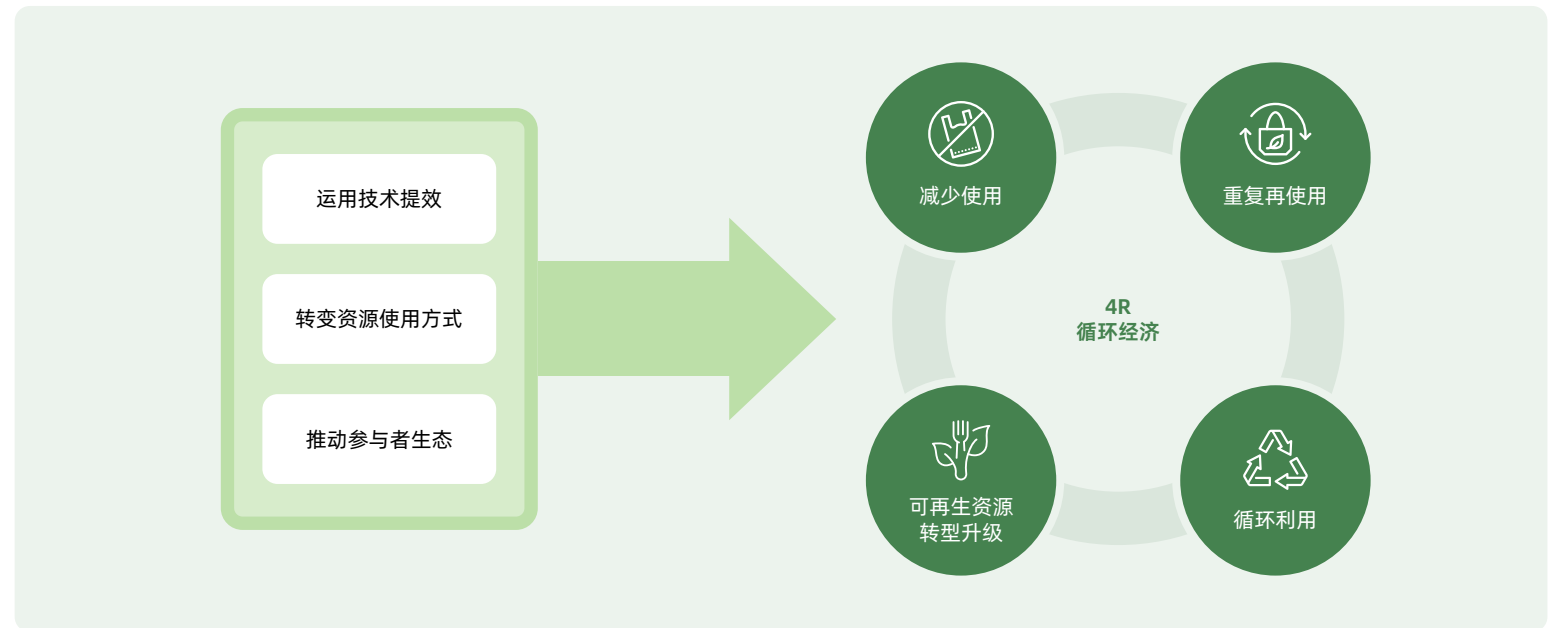 运用技术提效
转变资源使用方式
推动参与者生态
减少使用
重复再使用
4R
循环经济
可再生资源
转型升级
循环利用